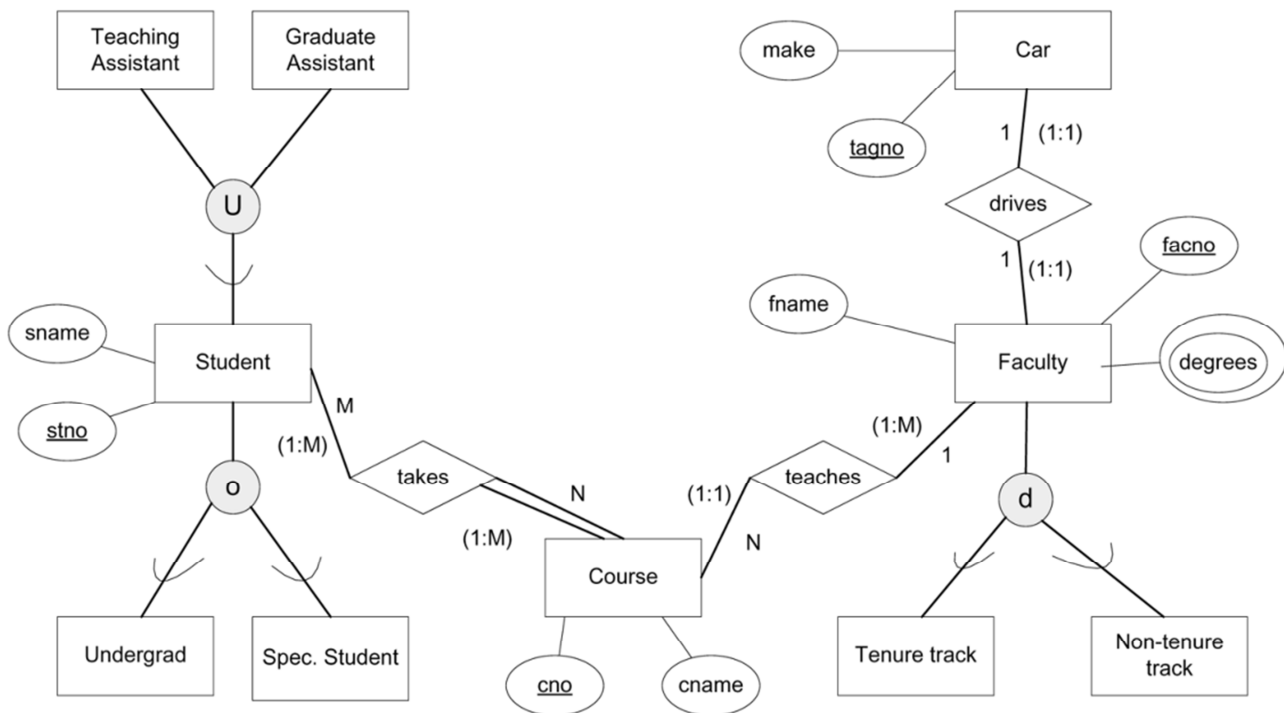 Teaching
Assistant
Graduate
Assistant
make
Car
tagno
1
(1:1)
U
drives
facno
1
(1:1)
fname
sname
Student
Faculty
degrees
stno
M
(1:M)
(1:M)
1
takes
teaches
o
N
(1:1)
d
(1:M)
N
Course
Undergrad
Spec. Student
Tenure track
Non-tenure
track
cno
cname